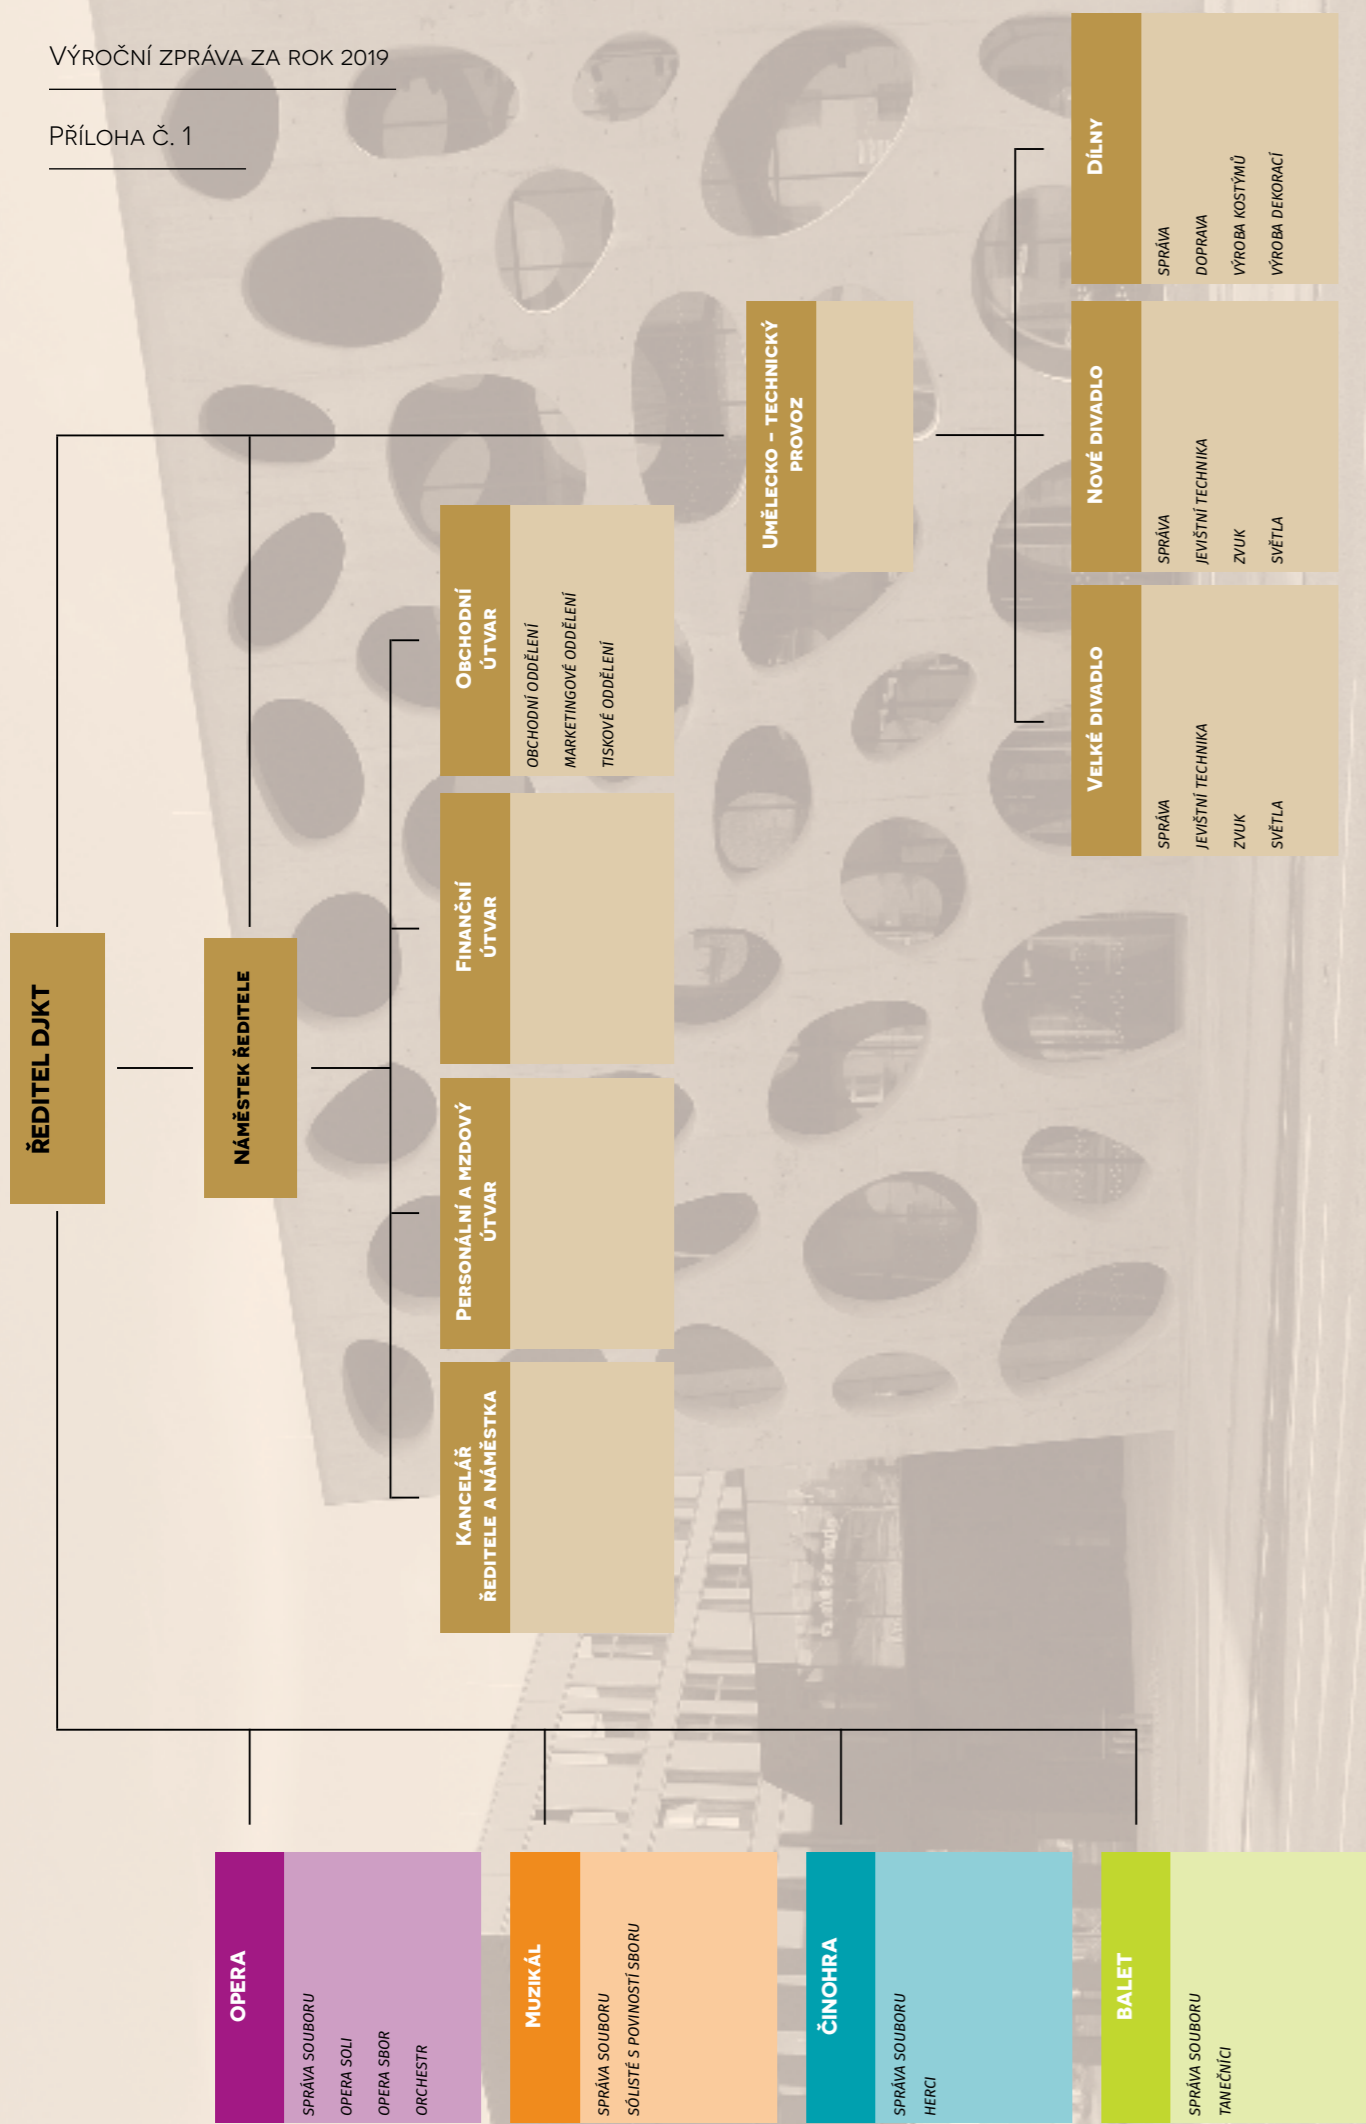 Výroční zpráva za rok 2019
Příloha č. 1
ŘEDITEL DJKT
Náměstek ředitele
Kancelář
ředitele a náměstka
Personální a mzdový
útvar
Finanční
útvar
Obchodní
útvar
OBCHODNÍ ODDĚLENÍ
MARKETINGOVÉ ODDĚLENÍ
TISKOVÉ ODDĚLENÍ
Umělecko – technický
provoz
Velké divadlo
SPRÁVA
JEVIŠTNÍ TECHNIKA
ZVUK
SVĚTLA
Nové divadlo
SPRÁVA
JEVIŠTNÍ TECHNIKA
ZVUK
SVĚTLA
Dílny
SPRÁVA
DOPRAVA
VÝROBA KOSTÝMŮ
VÝROBA DEKORACÍ
OPERA
SPRÁVA SOUBORU
OPERA SOLI
OPERA SBOR
ORCHESTR
Muzikál
SPRÁVA SOUBORU
SÓLISTÉ S POVINOSTÍ SBORU
ČINOHRA
SPRÁVA SOUBORU
HERCI
BALET
SPRÁVA SOUBORU
TANEČNÍCI